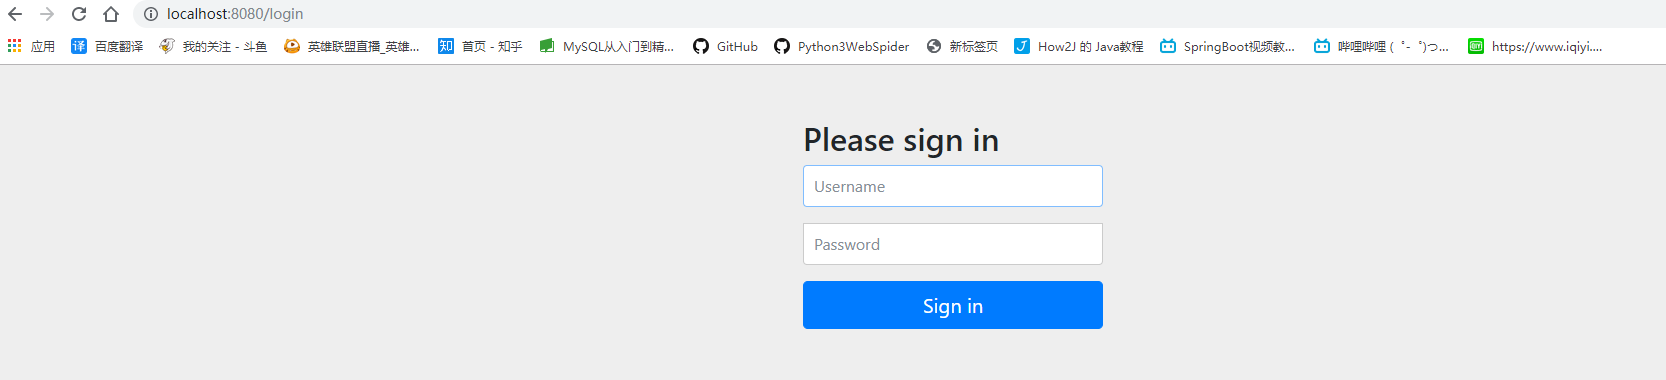 localhost:8080/login
应用 百度翻译 我的关注 - 斗鱼 英雄联盟直播_英雄... 首页 - 知乎 MySQL从入门到精... GitHub Python3WebSpider 新标签页 How2J 的 Java教程 SpringBoot视频教... 哔哩哔哩 ( ゜- ゜)つ... https://www.iqiyi....
Please sign in
Username
Password
Sign in